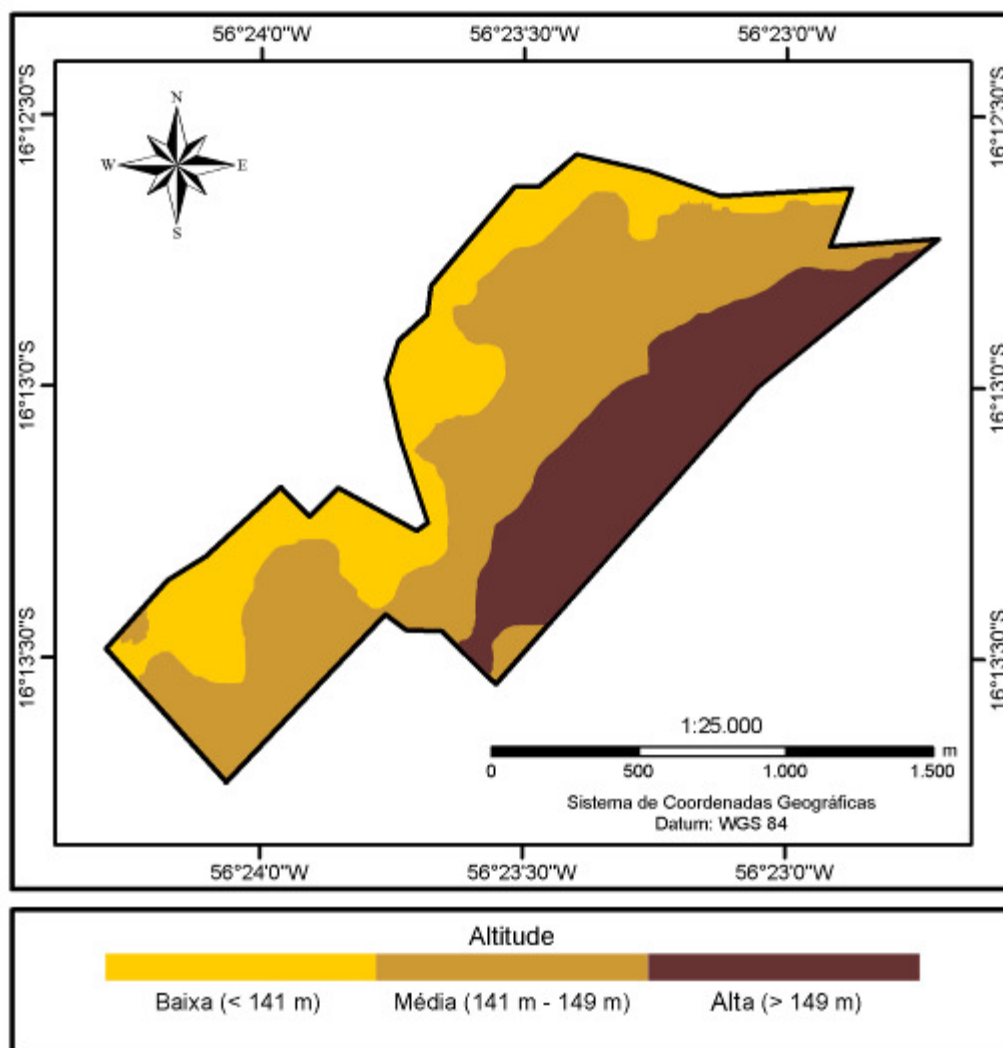 56°24'0"W 56°23'30"W 56°23'0"W
16°12'30"S 16°12'30"S
N
W E
S
16°13'0"S 16°13'0"S
16°13'30"S 16°13'30"S
1:25.000
m
0 500 1.000 1.500
Sistema de Coordenadas Geográficas
Datum: WGS 84
56°24'0"W 56°23'30"W 56°23'0"W
Altitude
Baixa (< 141 m) Média (141 m - 149 m) Alta (> 149 m)